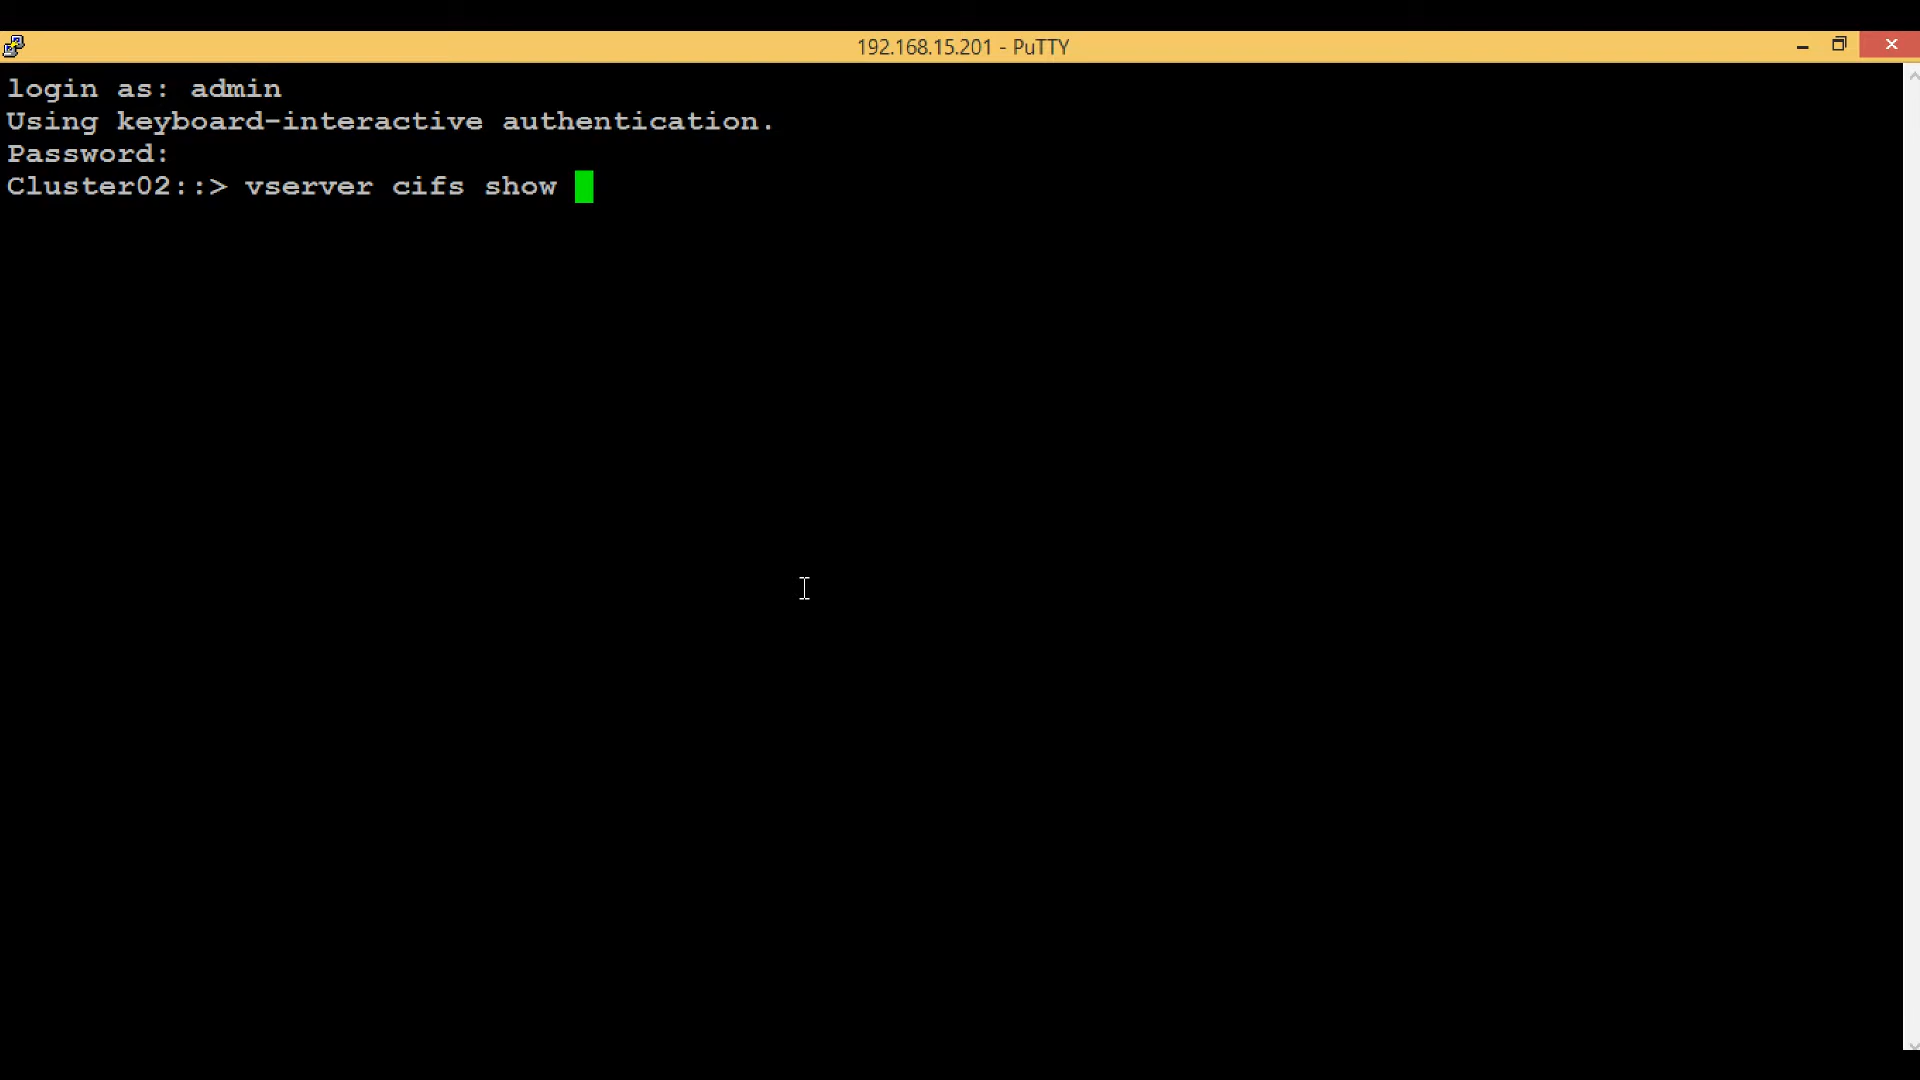 192.168.15.201 - PuTTY
login as: admin
Using keyboard-interactive authentication.
Password:
Cluster02::> vserver cifs show